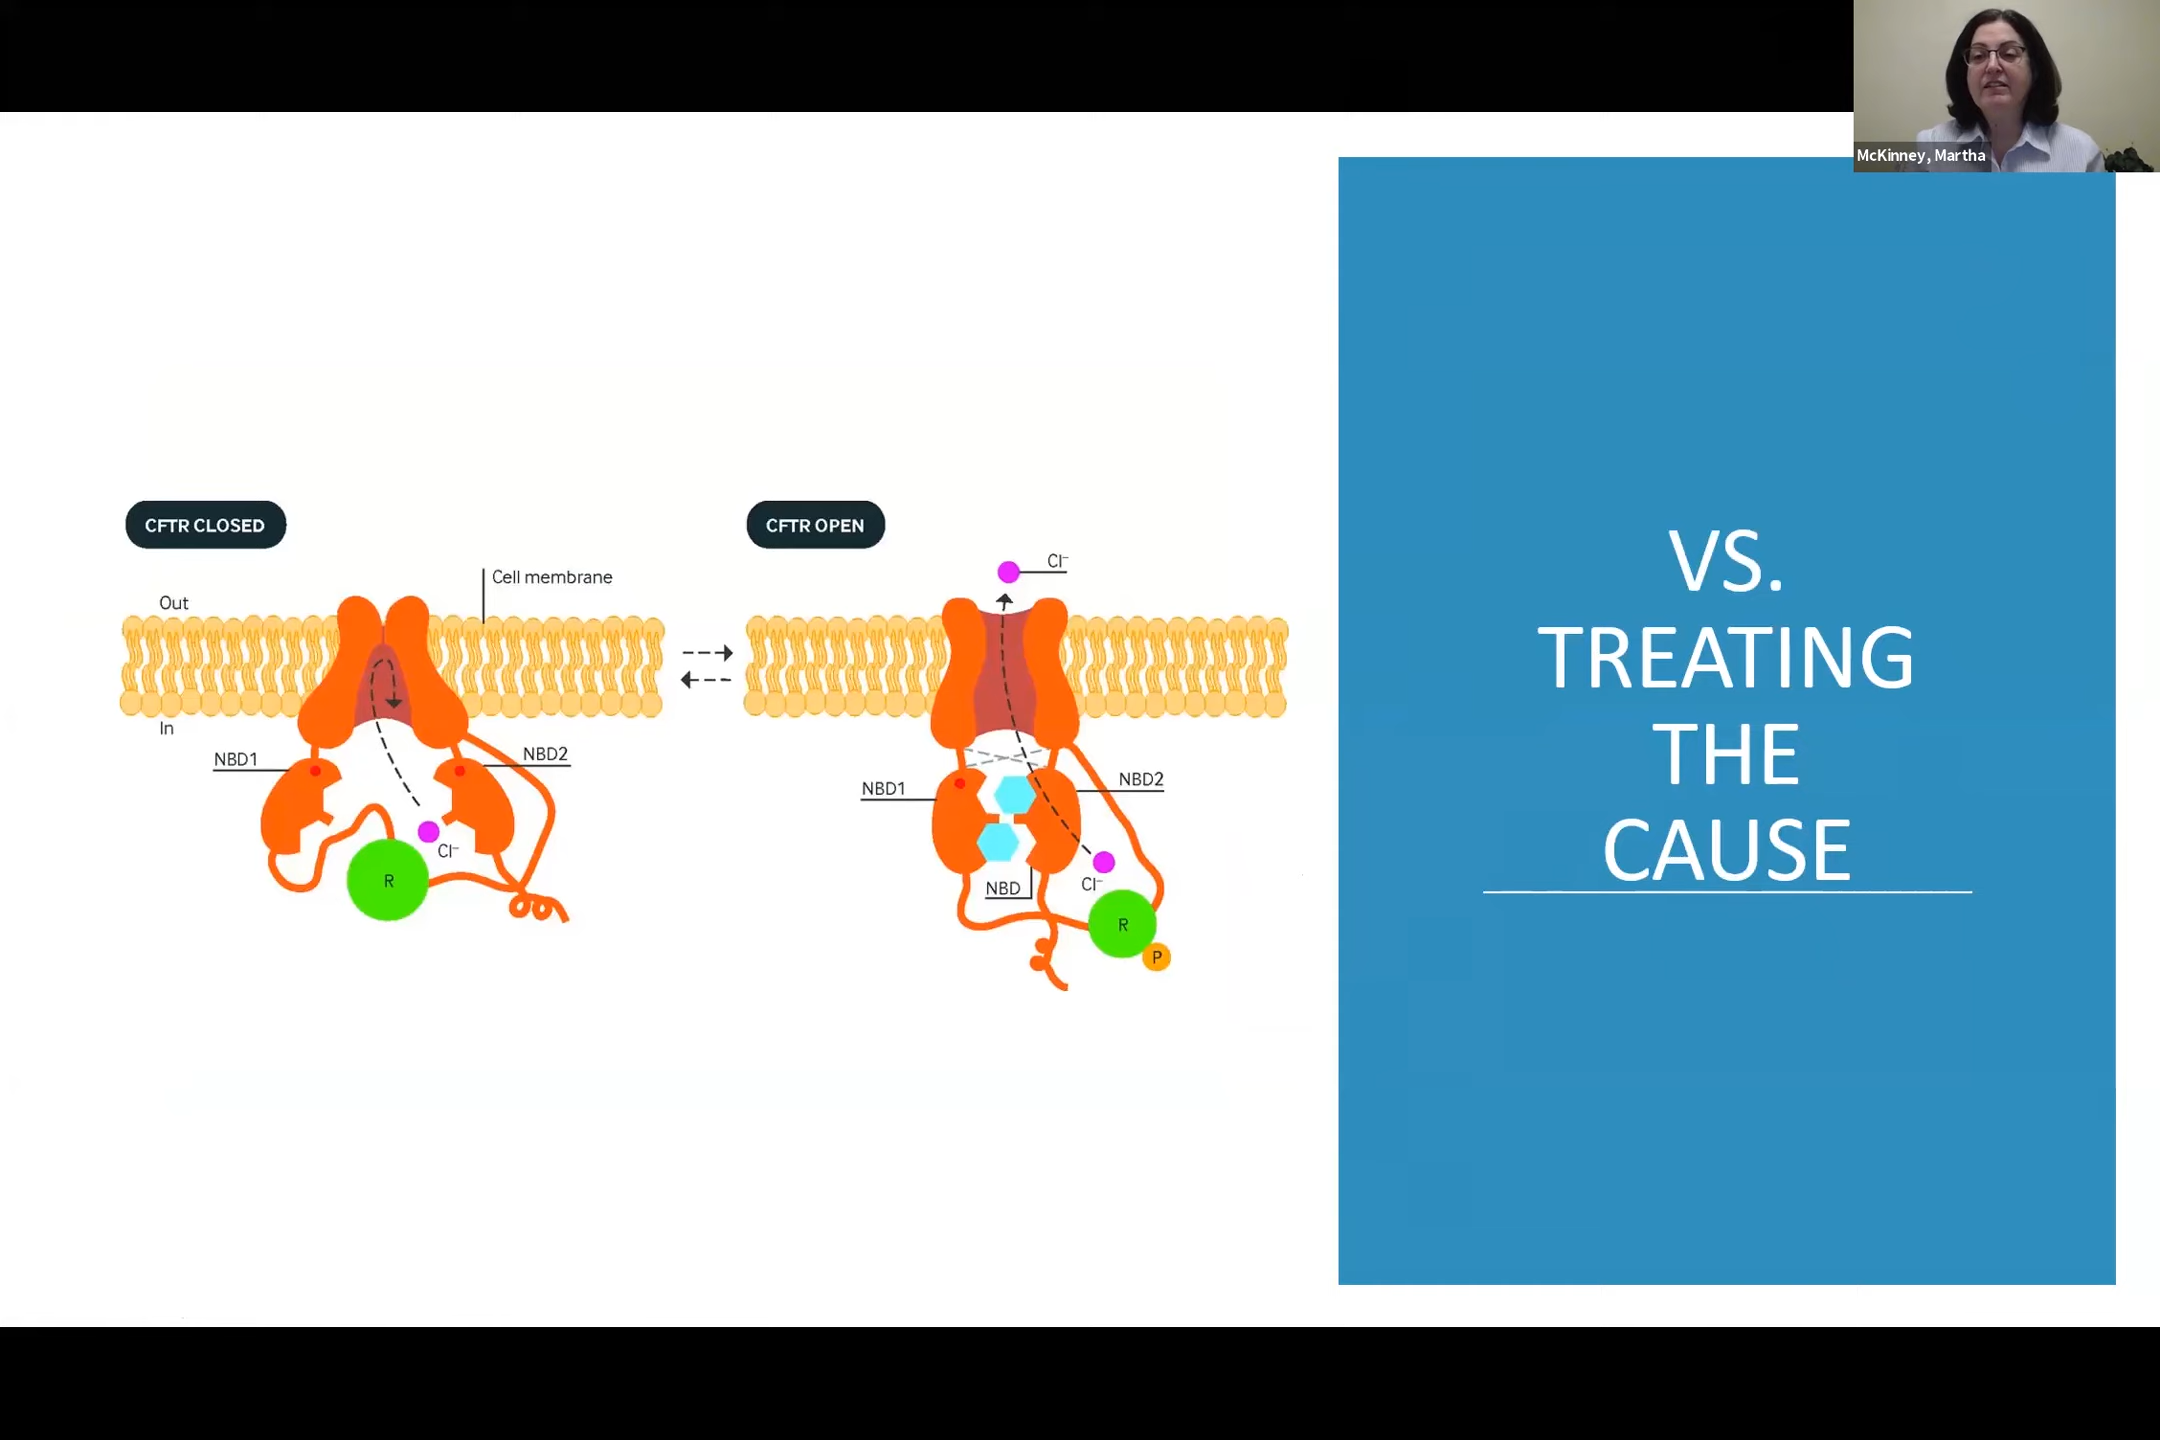 McKinney, Martha
CFTR CLOSED
Out
Cell membrane
In
NBD1
NBD2
Cl⁻
R
CFTR OPEN
Cl⁻
NBD1
NBD2
NBD
Cl⁻
R
P
VS.
TREATING
THE
CAUSE